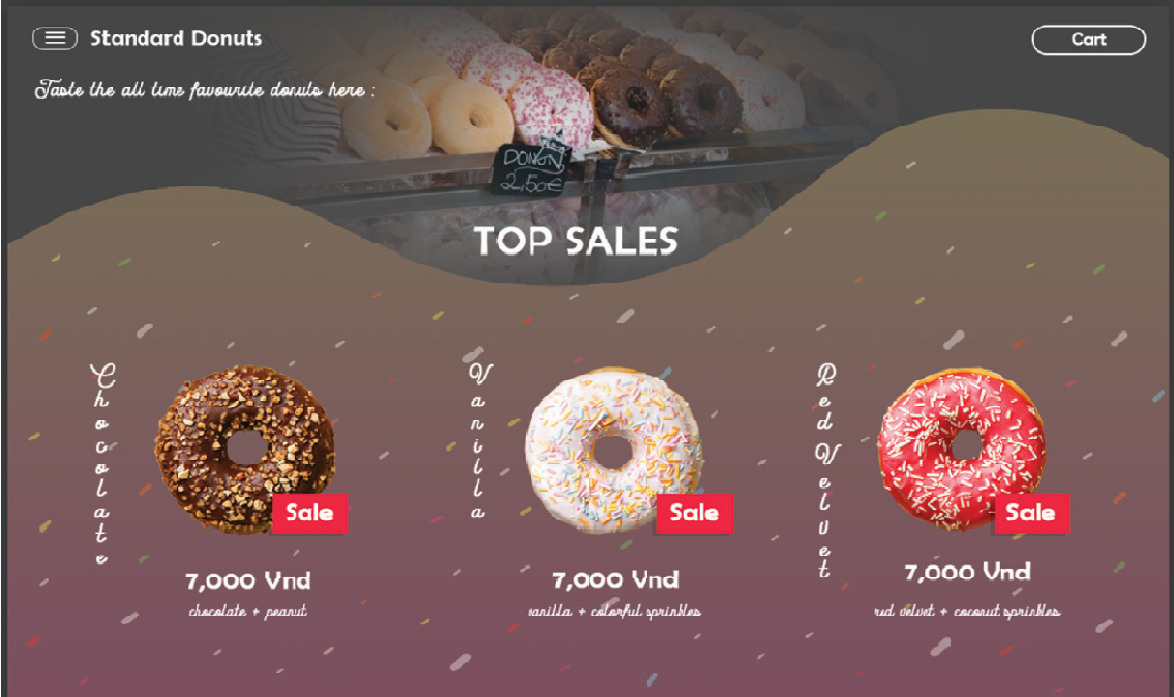 Standard Donuts
Cart
Taste the all time favourite donuts here :
DONUT
2,50€
TOP SALES
Chocolate
Vanilla
Red Velvet
Sale
Sale
Sale
7,000 Vnd
7,000 Vnd
7,000 Vnd
chocolate + peanut
vanilla + colorful sprinkles
red velvet + coconut sprinkles